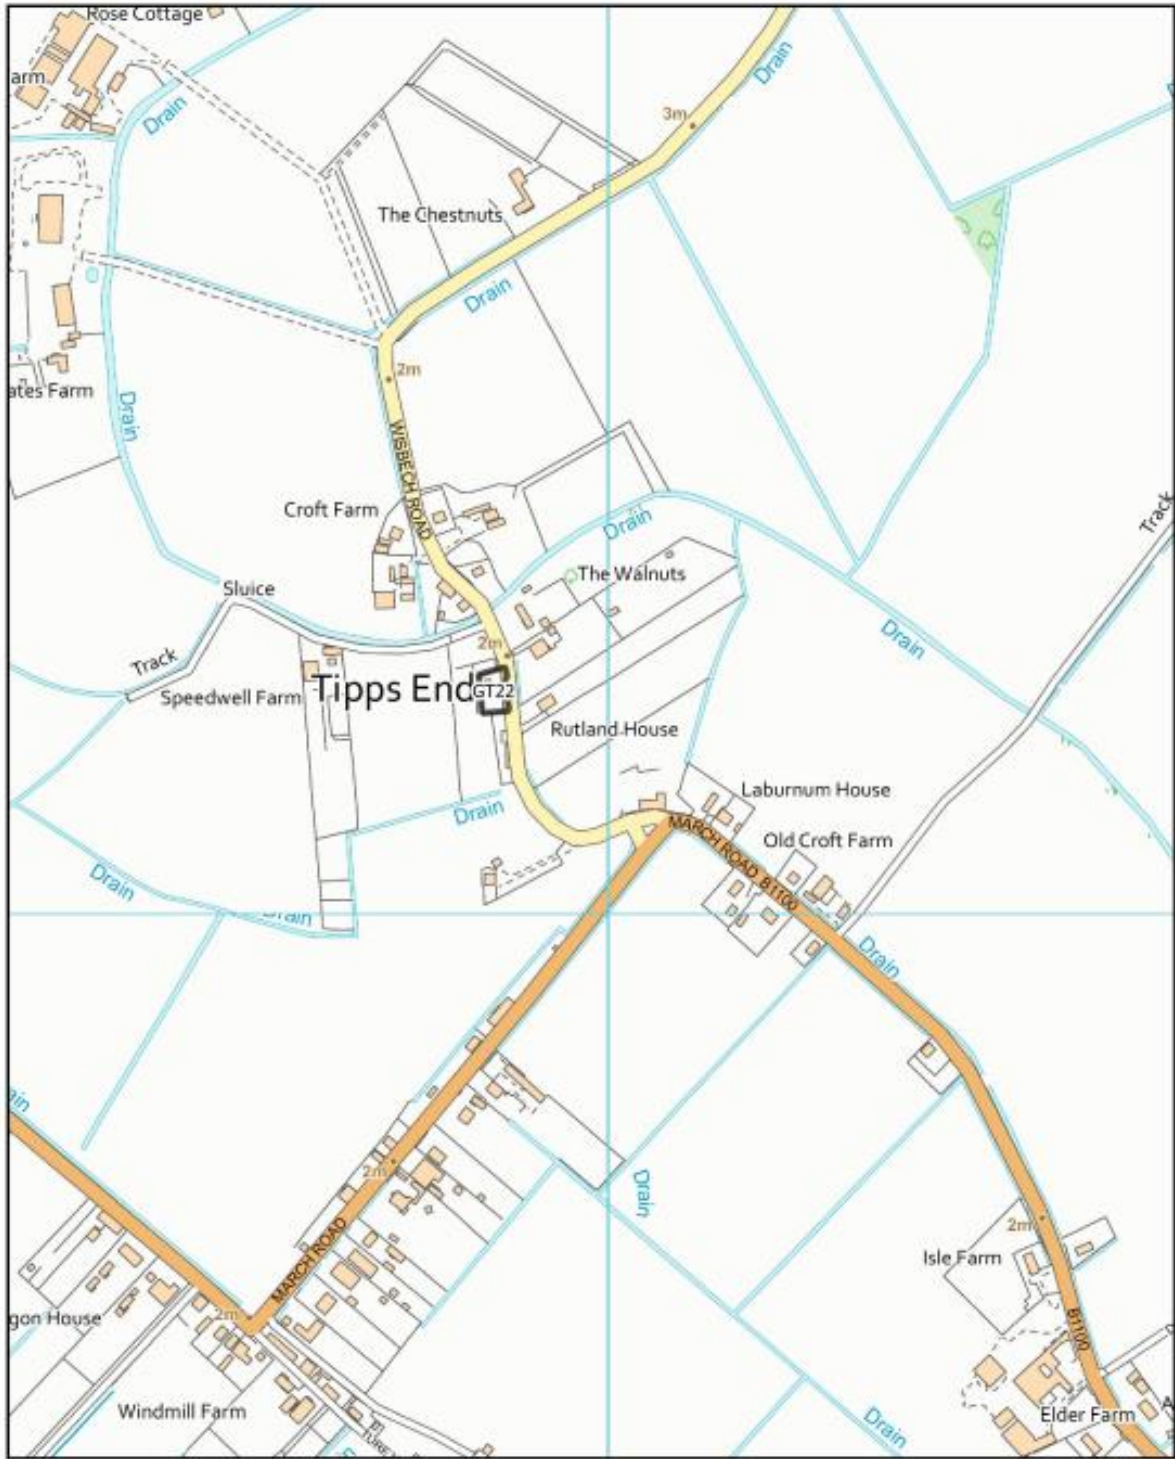 Rose Cottage
arm
Drain
Drain
3m
The Chestnuts
Drain
2m
ates Farm
Drain
WISBECH ROAD
Croft Farm
Drain
Track
The Walnuts
Sluice
Drain
2m
Track
Speedwell Farm
Tipps End
GT22
Rutland House
Laburnum House
Drain
MARCH ROAD B1100
Old Croft Farm
Drain
Drain
Drain
ain
Drain
2m
MARCH ROAD
2m
Isle Farm
gon House
2m
B1100
Windmill Farm
Elder Farm
Drain